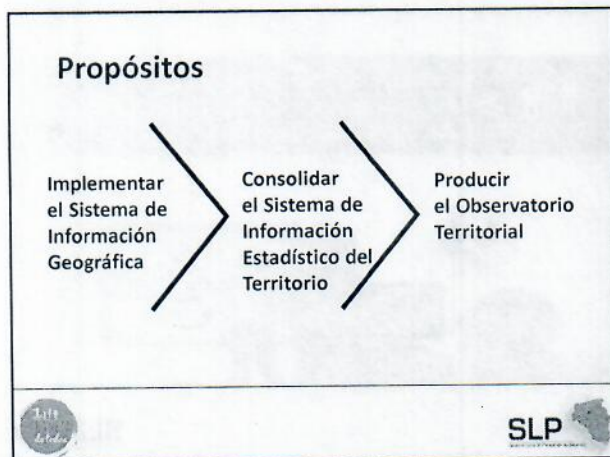 Propósitos
Implementar
el Sistema de
Información
Geográfica
Consolidar
el Sistema de
Información
Estadístico del
Territorio
Producir
el Observatorio
Territorial
SLP